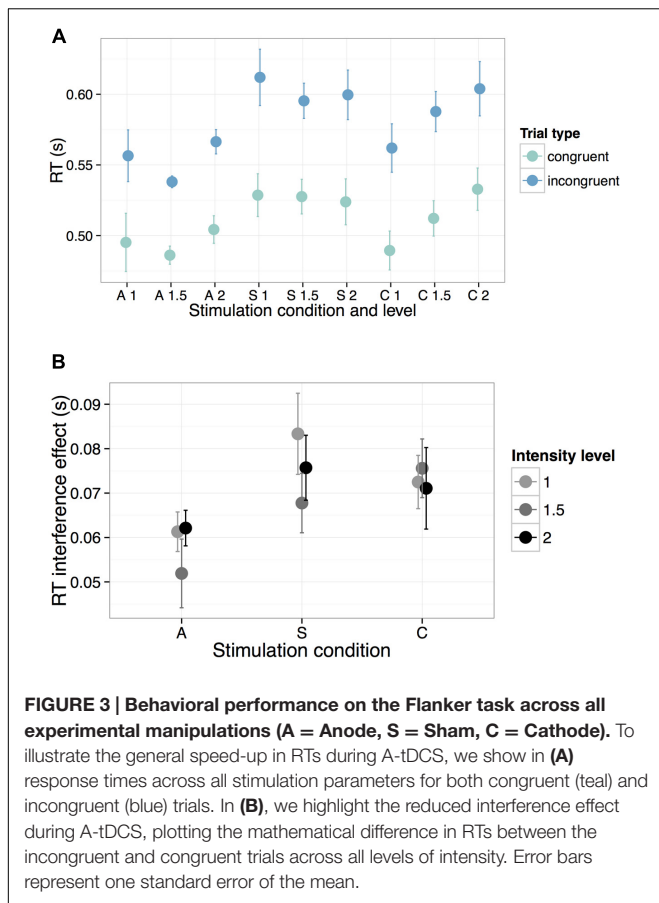 A
0.60
0.55
0.50
RT (s)
A 1 A 1.5 A 2 S 1 S 1.5 S 2 C 1 C 1.5 C 2
Stimulation condition and level
Trial type
congruent
incongruent
B
0.09
0.08
0.07
0.06
0.05
RT interference effect (s)
A S C
Stimulation condition
Intensity level
1
1.5
2
FIGURE 3 | Behavioral performance on the Flanker task across all
experimental manipulations (A = Anode, S = Sham, C = Cathode). To
illustrate the general speed-up in RTs during A-tDCS, we show in (A)
response times across all stimulation parameters for both congruent (teal) and
incongruent (blue) trials. In (B), we highlight the reduced interference effect
during A-tDCS, plotting the mathematical difference in RTs between the
incongruent and congruent trials across all levels of intensity. Error bars
represent one standard error of the mean.